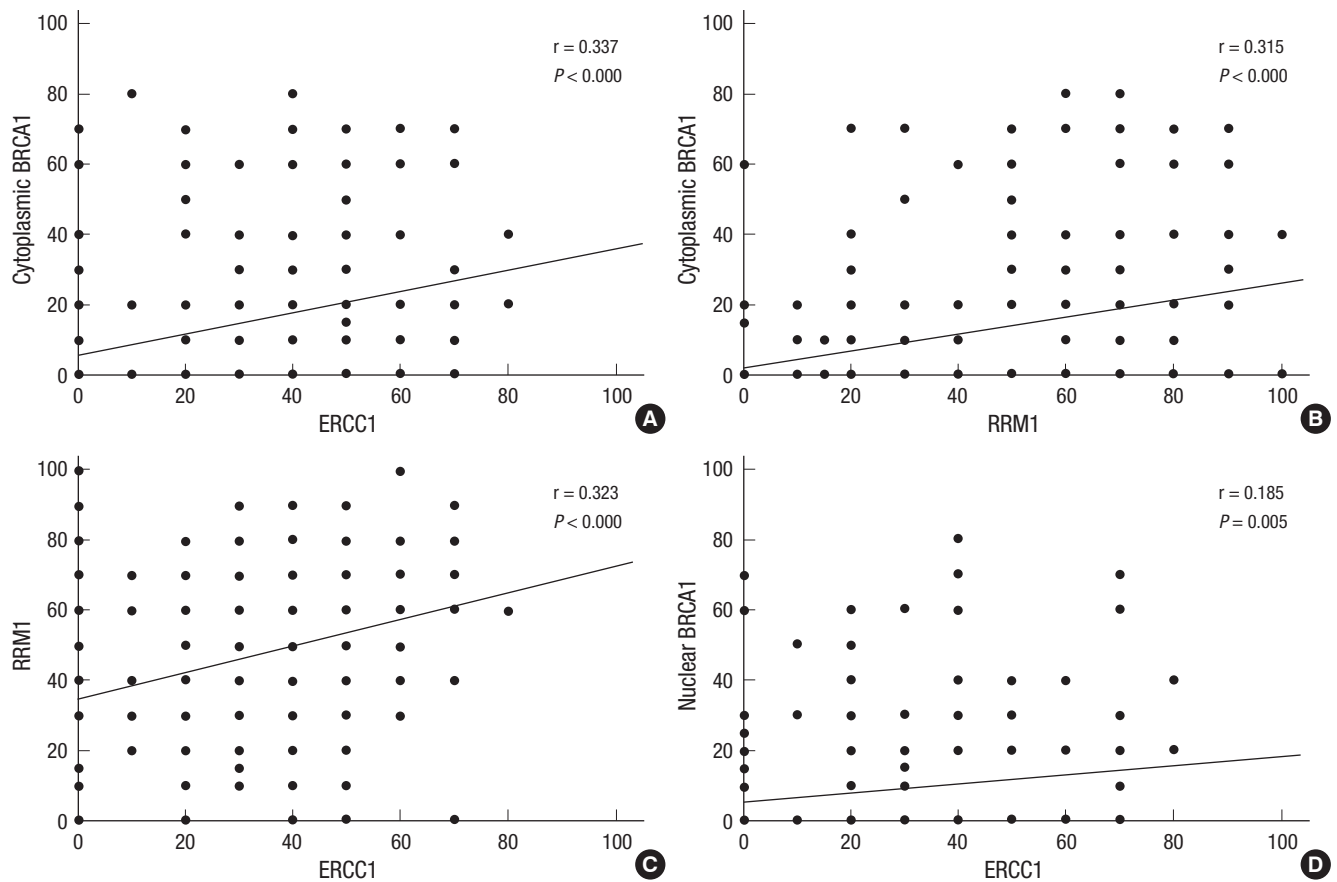 100
80
60
40
20
0
Cytoplasmic BRCA1
r = 0.337
P < 0.000
0 20 40 60 80 100
ERCC1
A
100
80
60
40
20
0
Cytoplasmic BRCA1
r = 0.315
P < 0.000
0 20 40 60 80 100
RRM1
B
100
80
60
40
20
0
RRM1
r = 0.323
P < 0.000
0 20 40 60 80 100
ERCC1
C
100
80
60
40
20
0
Nuclear BRCA1
r = 0.185
P = 0.005
0 20 40 60 80 100
ERCC1
D